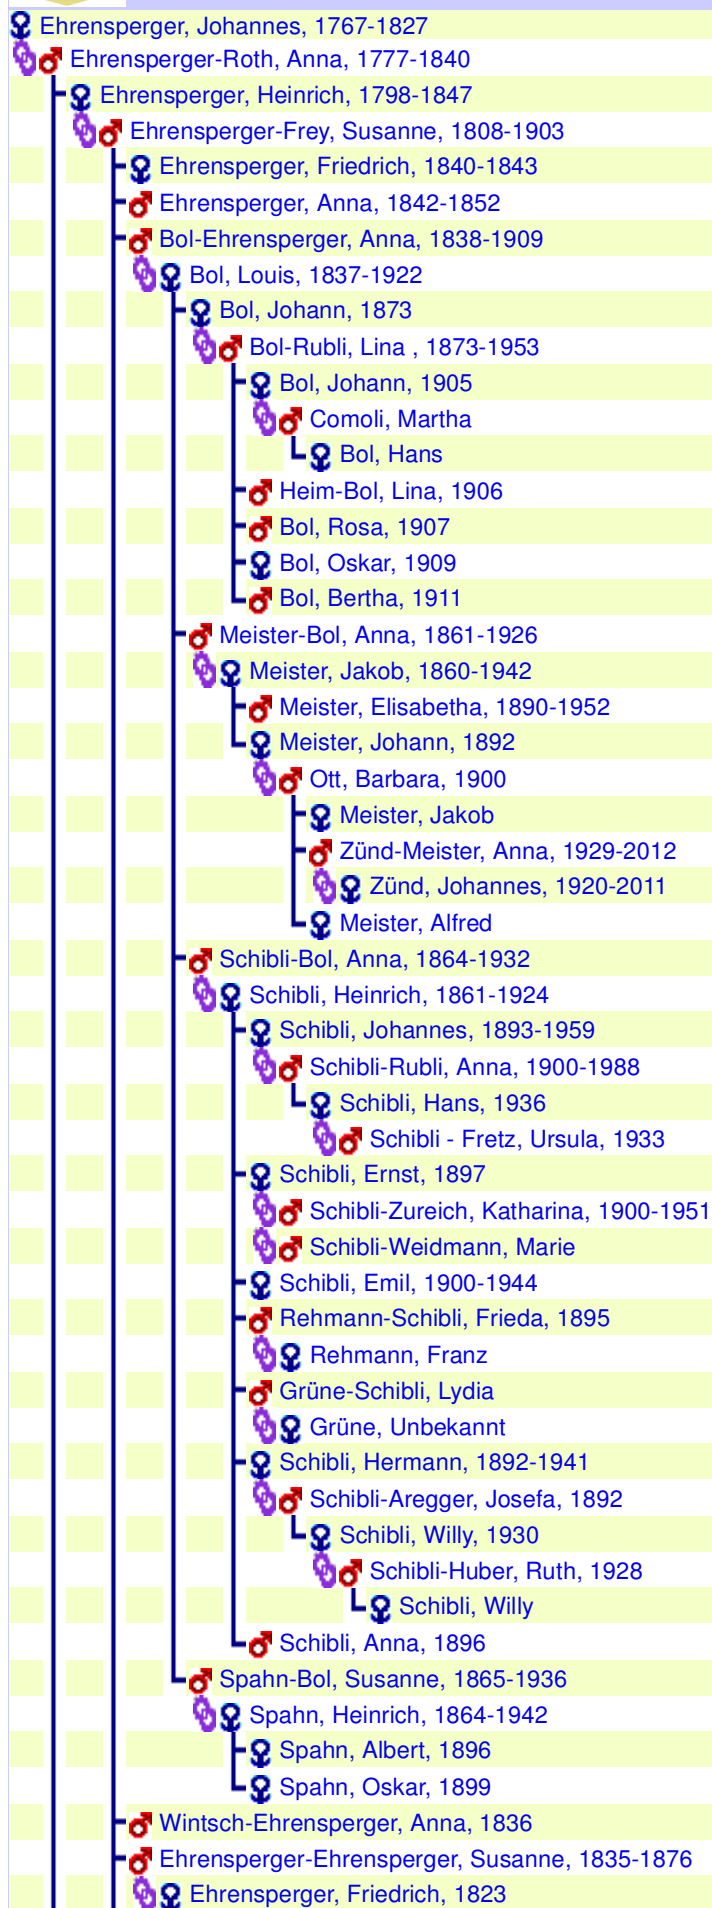 Ehrensperger, Johannes, 1767-1827
Ehrensperger-Roth, Anna, 1777-1840
Ehrensperger, Heinrich, 1798-1847
Ehrensperger-Frey, Susanne, 1808-1903
Ehrensperger, Friedrich, 1840-1843
Ehrensperger, Anna, 1842-1852
Bol-Ehrensperger, Anna, 1838-1909
Bol, Louis, 1837-1922
Bol, Johann, 1873
Bol-Rubli, Lina , 1873-1953
Bol, Johann, 1905
Comoli, Martha
Bol, Hans
Heim-Bol, Lina, 1906
Bol, Rosa, 1907
Bol, Oskar, 1909
Bol, Bertha, 1911
Meister-Bol, Anna, 1861-1926
Meister, Jakob, 1860-1942
Meister, Elisabetha, 1890-1952
Meister, Johann, 1892
Ott, Barbara, 1900
Meister, Jakob
Zünd-Meister, Anna, 1929-2012
Zünd, Johannes, 1920-2011
Meister, Alfred
Schibli-Bol, Anna, 1864-1932
Schibli, Heinrich, 1861-1924
Schibli, Johannes, 1893-1959
Schibli-Rubli, Anna, 1900-1988
Schibli, Hans, 1936
Schibli - Fretz, Ursula, 1933
Schibli, Ernst, 1897
Schibli-Zureich, Katharina, 1900-1951
Schibli-Weidmann, Marie
Schibli, Emil, 1900-1944
Rehmann-Schibli, Frieda, 1895
Rehmann, Franz
Grüne-Schibli, Lydia
Grüne, Unbekannt
Schibli, Hermann, 1892-1941
Schibli-Aregger, Josefa, 1892
Schibli, Willy, 1930
Schibli-Huber, Ruth, 1928
Schibli, Willy
Schibli, Anna, 1896
Spahn-Bol, Susanne, 1865-1936
Spahn, Heinrich, 1864-1942
Spahn, Albert, 1896
Spahn, Oskar, 1899
Wintsch-Ehrensperger, Anna, 1836
Ehrensperger-Ehrensperger, Susanne, 1835-1876
Ehrensperger, Friedrich, 1823